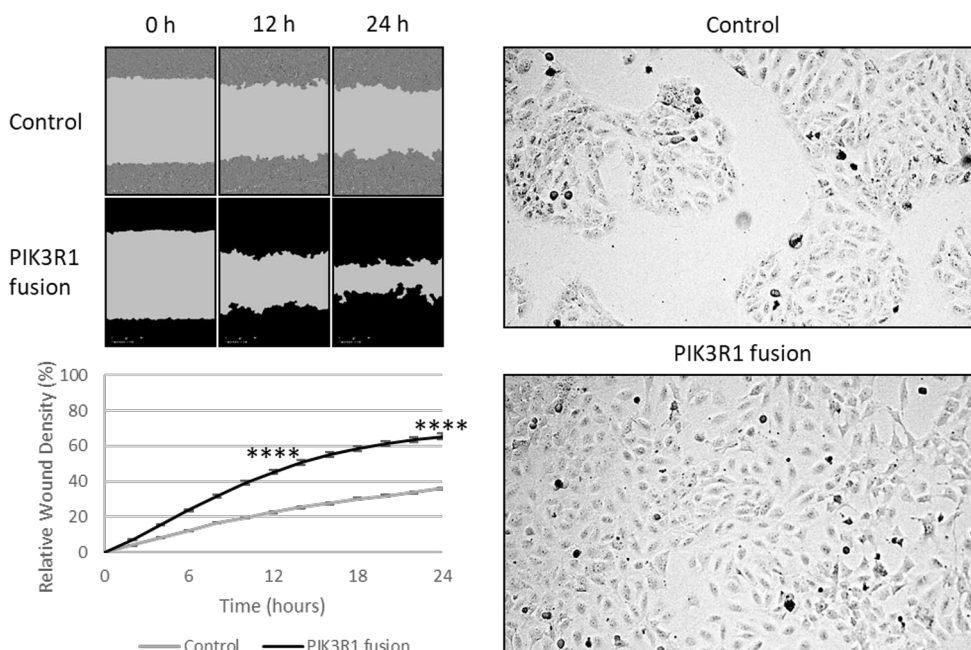 0 h 12 h 24 h
Control
PIK3R1
fusion
Relative Wound Density (%)
100
80
60
40
20
0
**** ****
0 6 12 18 24
Time (hours)
Control PIK3R1 fusion
Control
PIK3R1 fusion